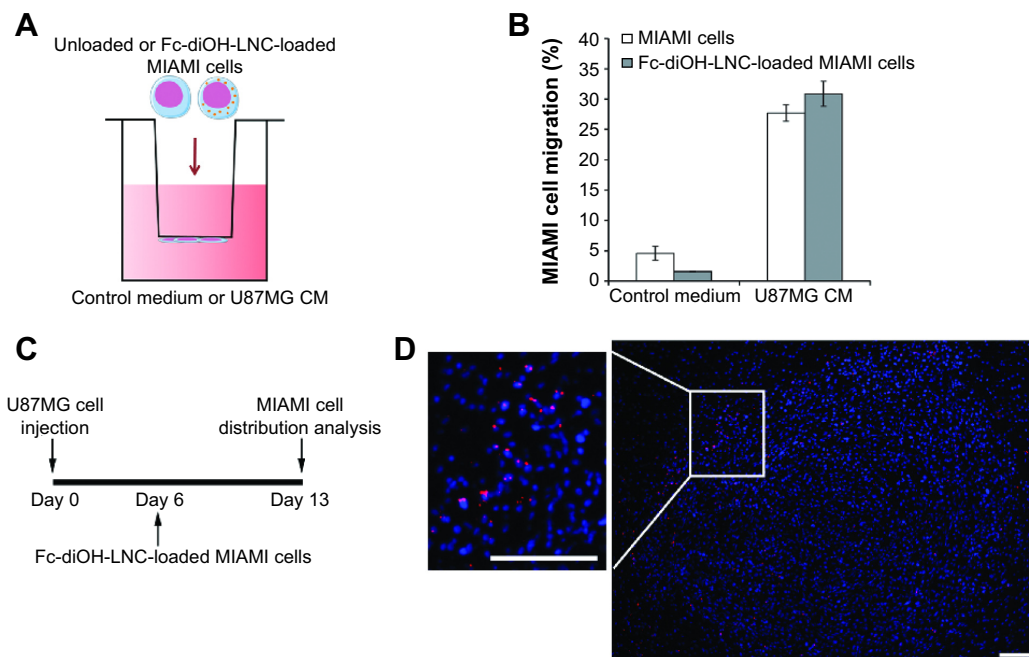 A
Unloaded or Fc-diOH-LNC-loaded
MIAMI cells
Control medium or U87MG CM
B
MIAMI cell migration (%)
40
35
30
25
20
15
10
5
0
MIAMI cells
Fc-diOH-LNC-loaded MIAMI cells
Control medium
U87MG CM
C
U87MG cell
injection
MIAMI cell
distribution analysis
Day 0
Day 6
Day 13
Fc-diOH-LNC-loaded MIAMI cells
D